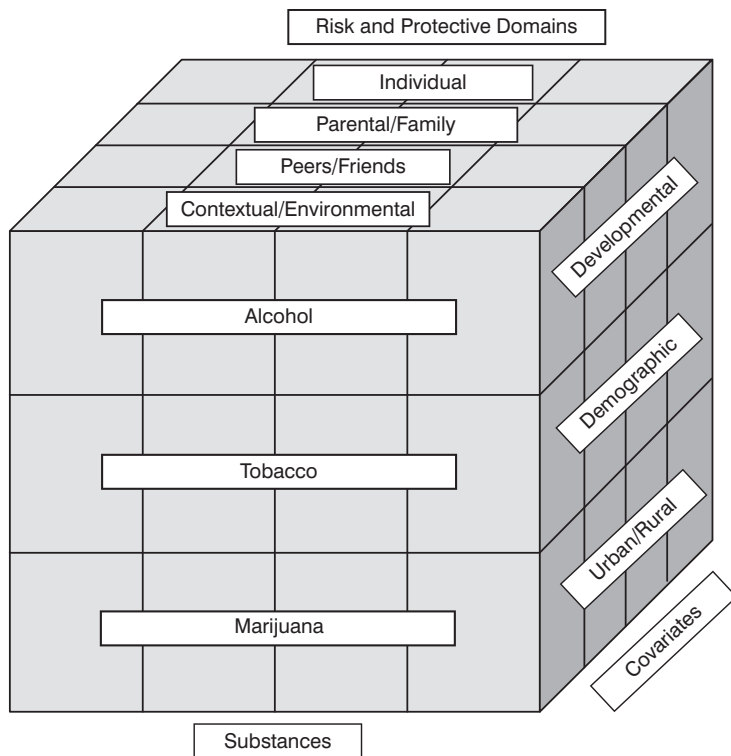 Risk and Protective Domains
Individual
Parental/Family
Peers/Friends
Contextual/Environmental
Alcohol
Tobacco
Marijuana
Developmental
Demographic
Urban/Rural
Covariates
Substances